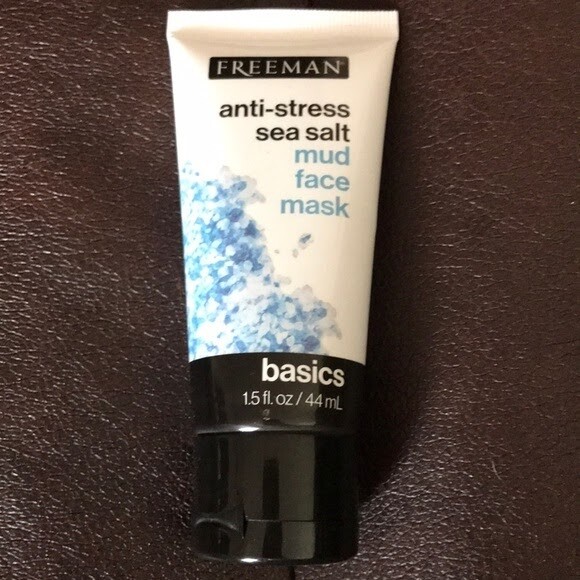 FREEMAN
anti-stress
sea salt
mud
face
mask
basics
1.5 fl. oz / 44 mL